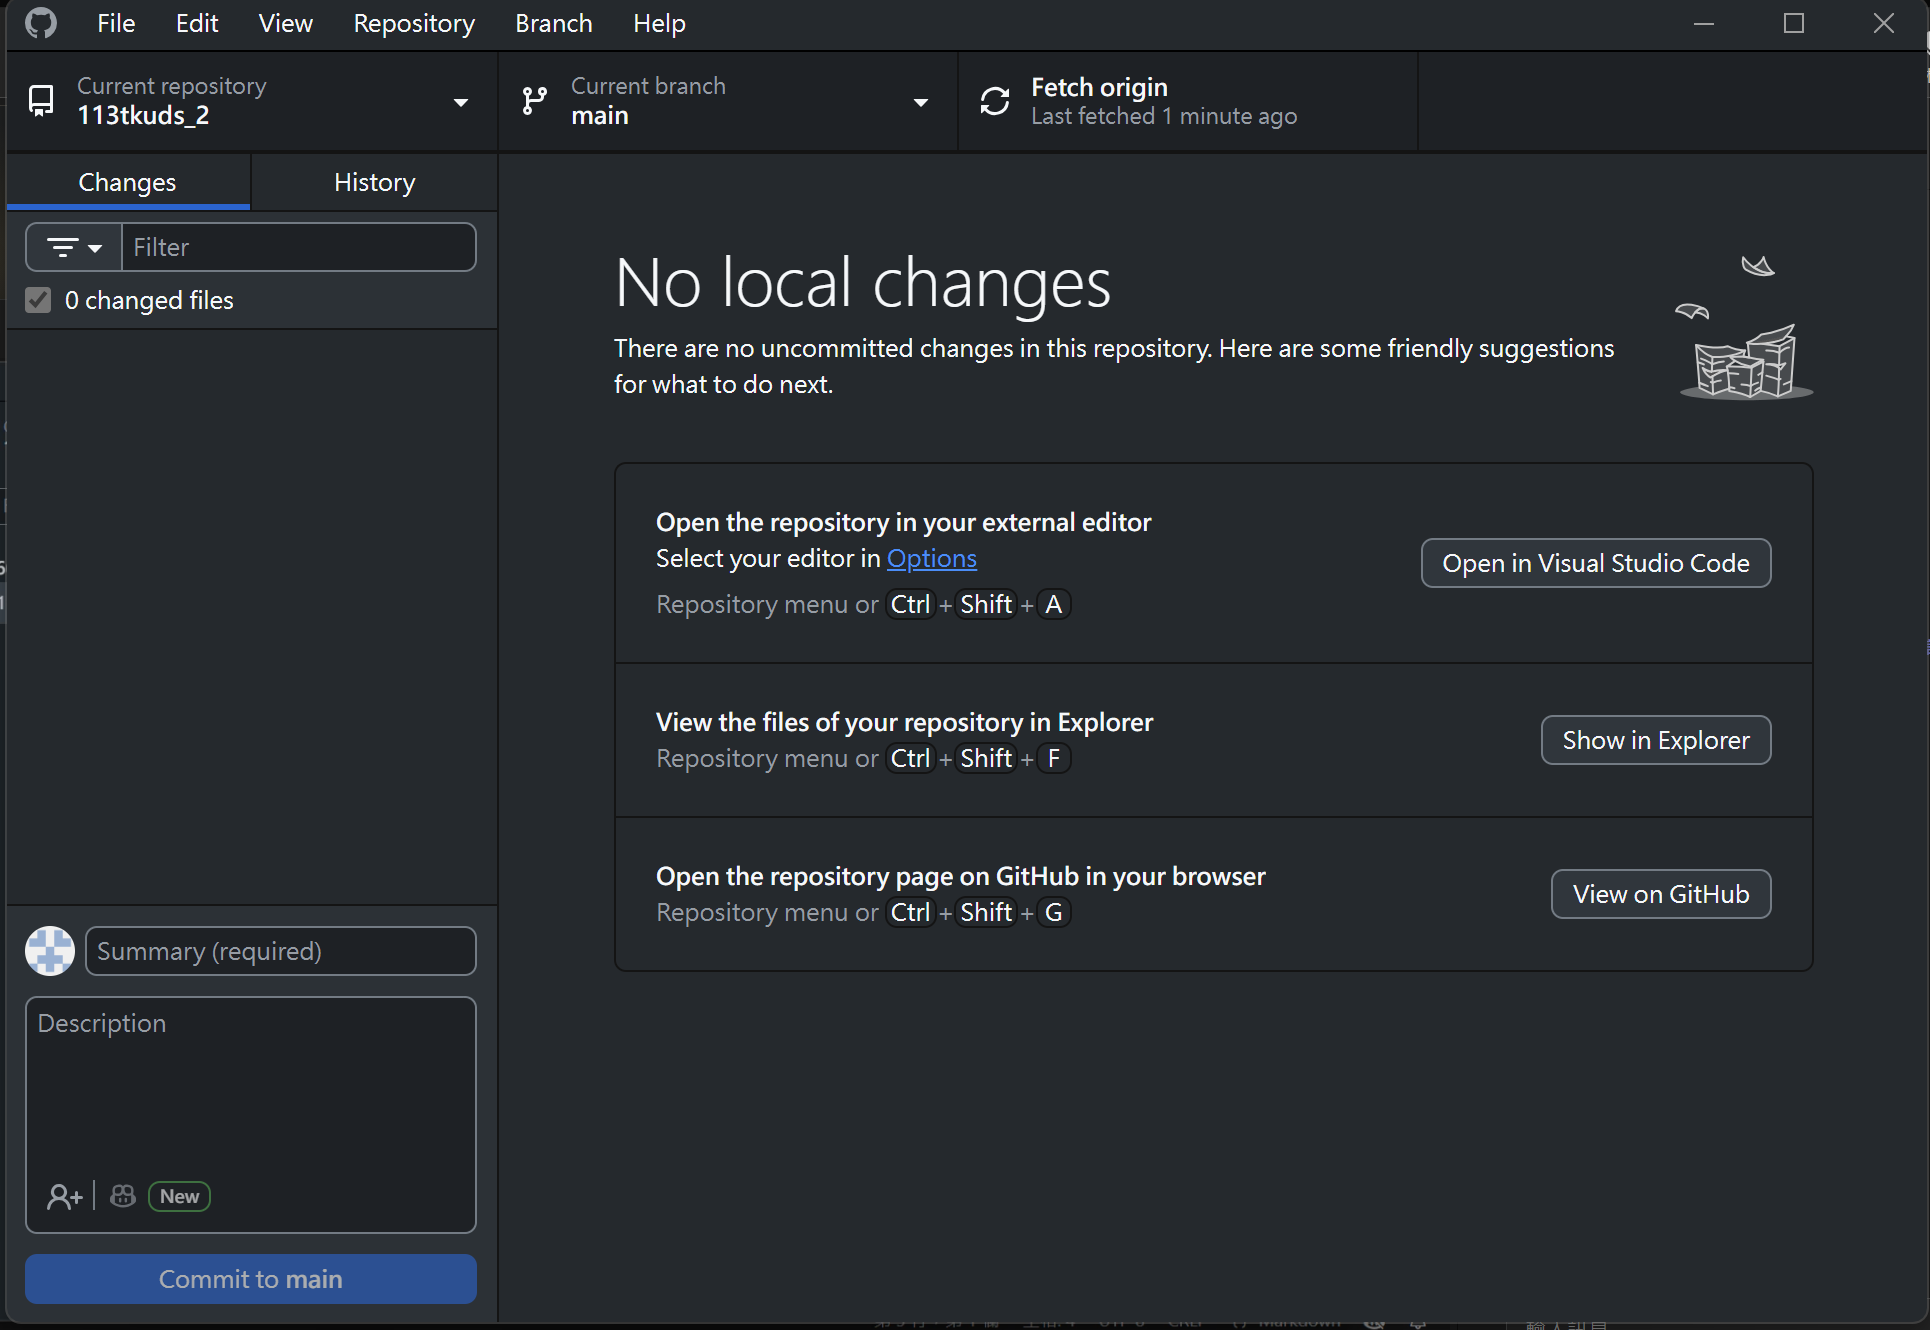 File Edit View Repository Branch Help
Current repository
113tkuds_2
Current branch
main
Fetch origin
Last fetched 1 minute ago
Changes
History
Filter
0 changed files
No local changes
There are no uncommitted changes in this repository. Here are some friendly suggestions
for what to do next.
Open the repository in your external editor
Select your editor in Options
Repository menu or Ctrl + Shift + A
Open in Visual Studio Code
View the files of your repository in Explorer
Repository menu or Ctrl + Shift + F
Show in Explorer
Open the repository page on GitHub in your browser
Repository menu or Ctrl + Shift + G
View on GitHub
Summary (required)
Description
New
Commit to main